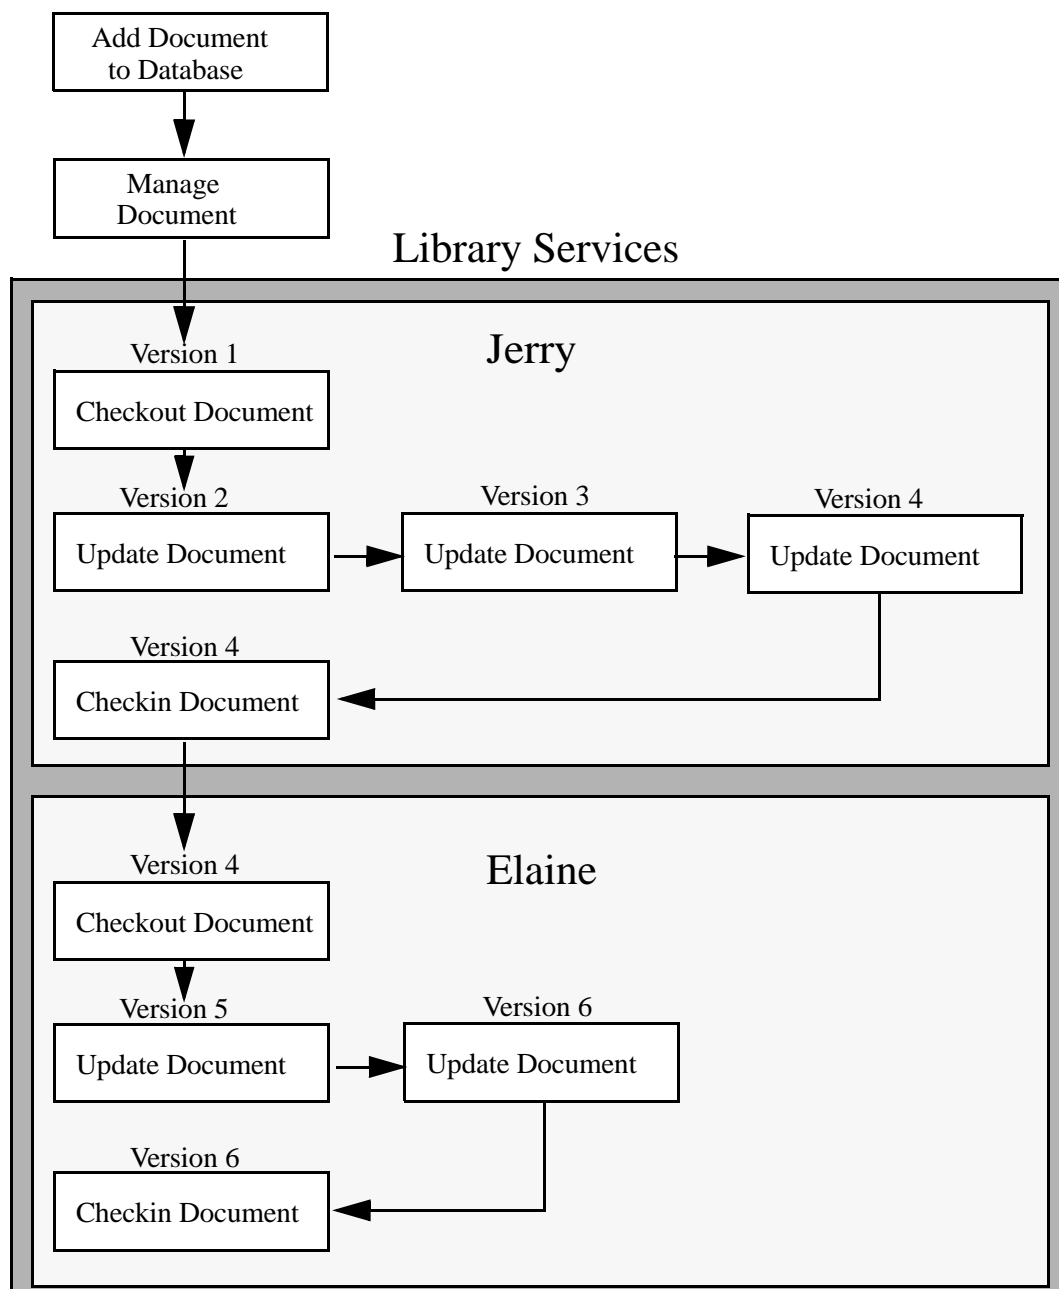 Add Document
to Database
Manage
Document
Library Services
Jerry
Version 1
Checkout Document
Version 2
Version 3
Version 4
Update Document
Update Document
Update Document
Version 4
Checkin Document
Elaine
Version 4
Checkout Document
Version 5
Version 6
Update Document
Update Document
Version 6
Checkin Document